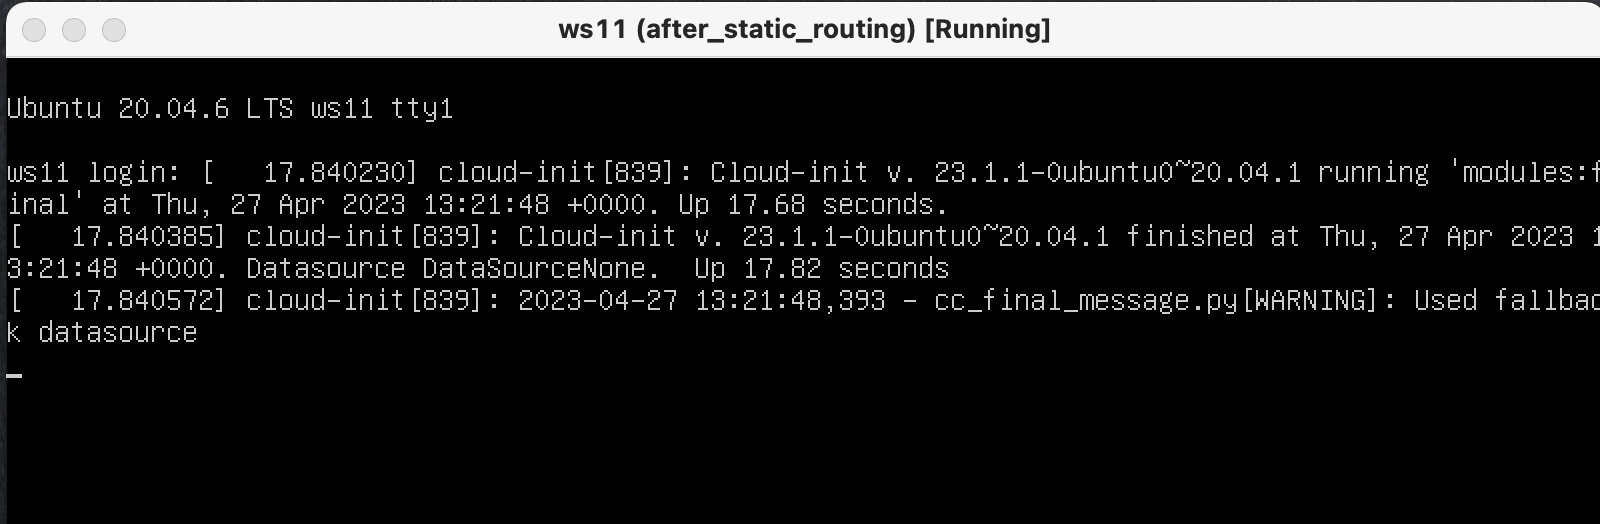 ws11 (after_static_routing) [Running]
Ubuntu 20.04.6 LTS ws11 tty1
ws11 login: [   17.840230] cloud-init[839]: Cloud-init v. 23.1.1-0ubuntu0~20.04.1 running 'modules:f
inal' at Thu, 27 Apr 2023 13:21:48 +0000. Up 17.68 seconds.
[   17.840385] cloud-init[839]: Cloud-init v. 23.1.1-0ubuntu0~20.04.1 finished at Thu, 27 Apr 2023 1
3:21:48 +0000. Datasource DataSourceNone.  Up 17.82 seconds
[   17.840572] cloud-init[839]: 2023-04-27 13:21:48,393 - cc_final_message.py[WARNING]: Used fallbac
k datasource